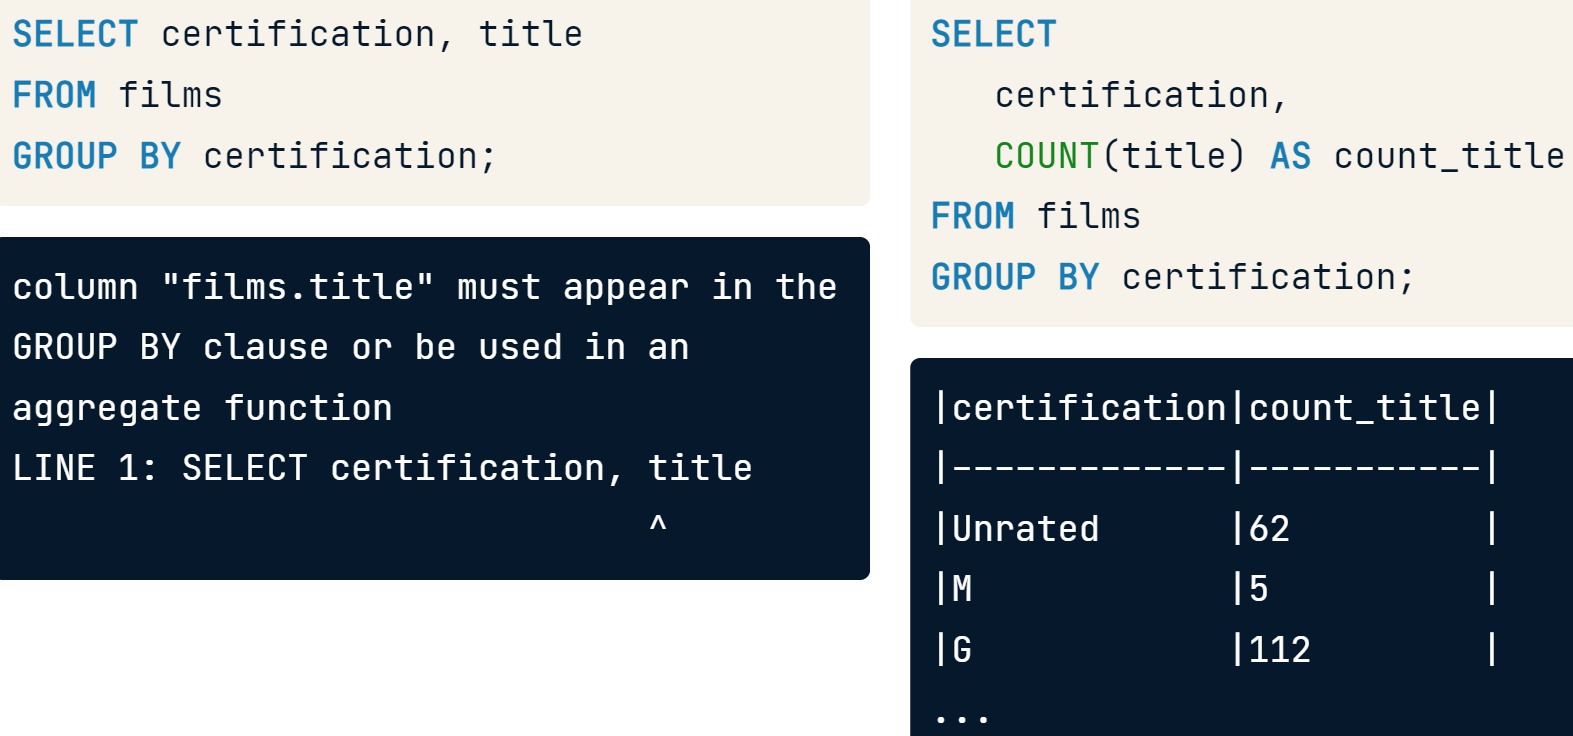 SELECT certification, title
FROM films
GROUP BY certification;
column "films.title" must appear in the
GROUP BY clause or be used in an
aggregate function
LINE 1: SELECT certification, title
                              ^
SELECT
   certification,
   COUNT(title) AS count_title
FROM films
GROUP BY certification;
|certification|count_title|
|-------------|-----------|
|Unrated      |62         |
|M            |5          |
|G            |112        |
...